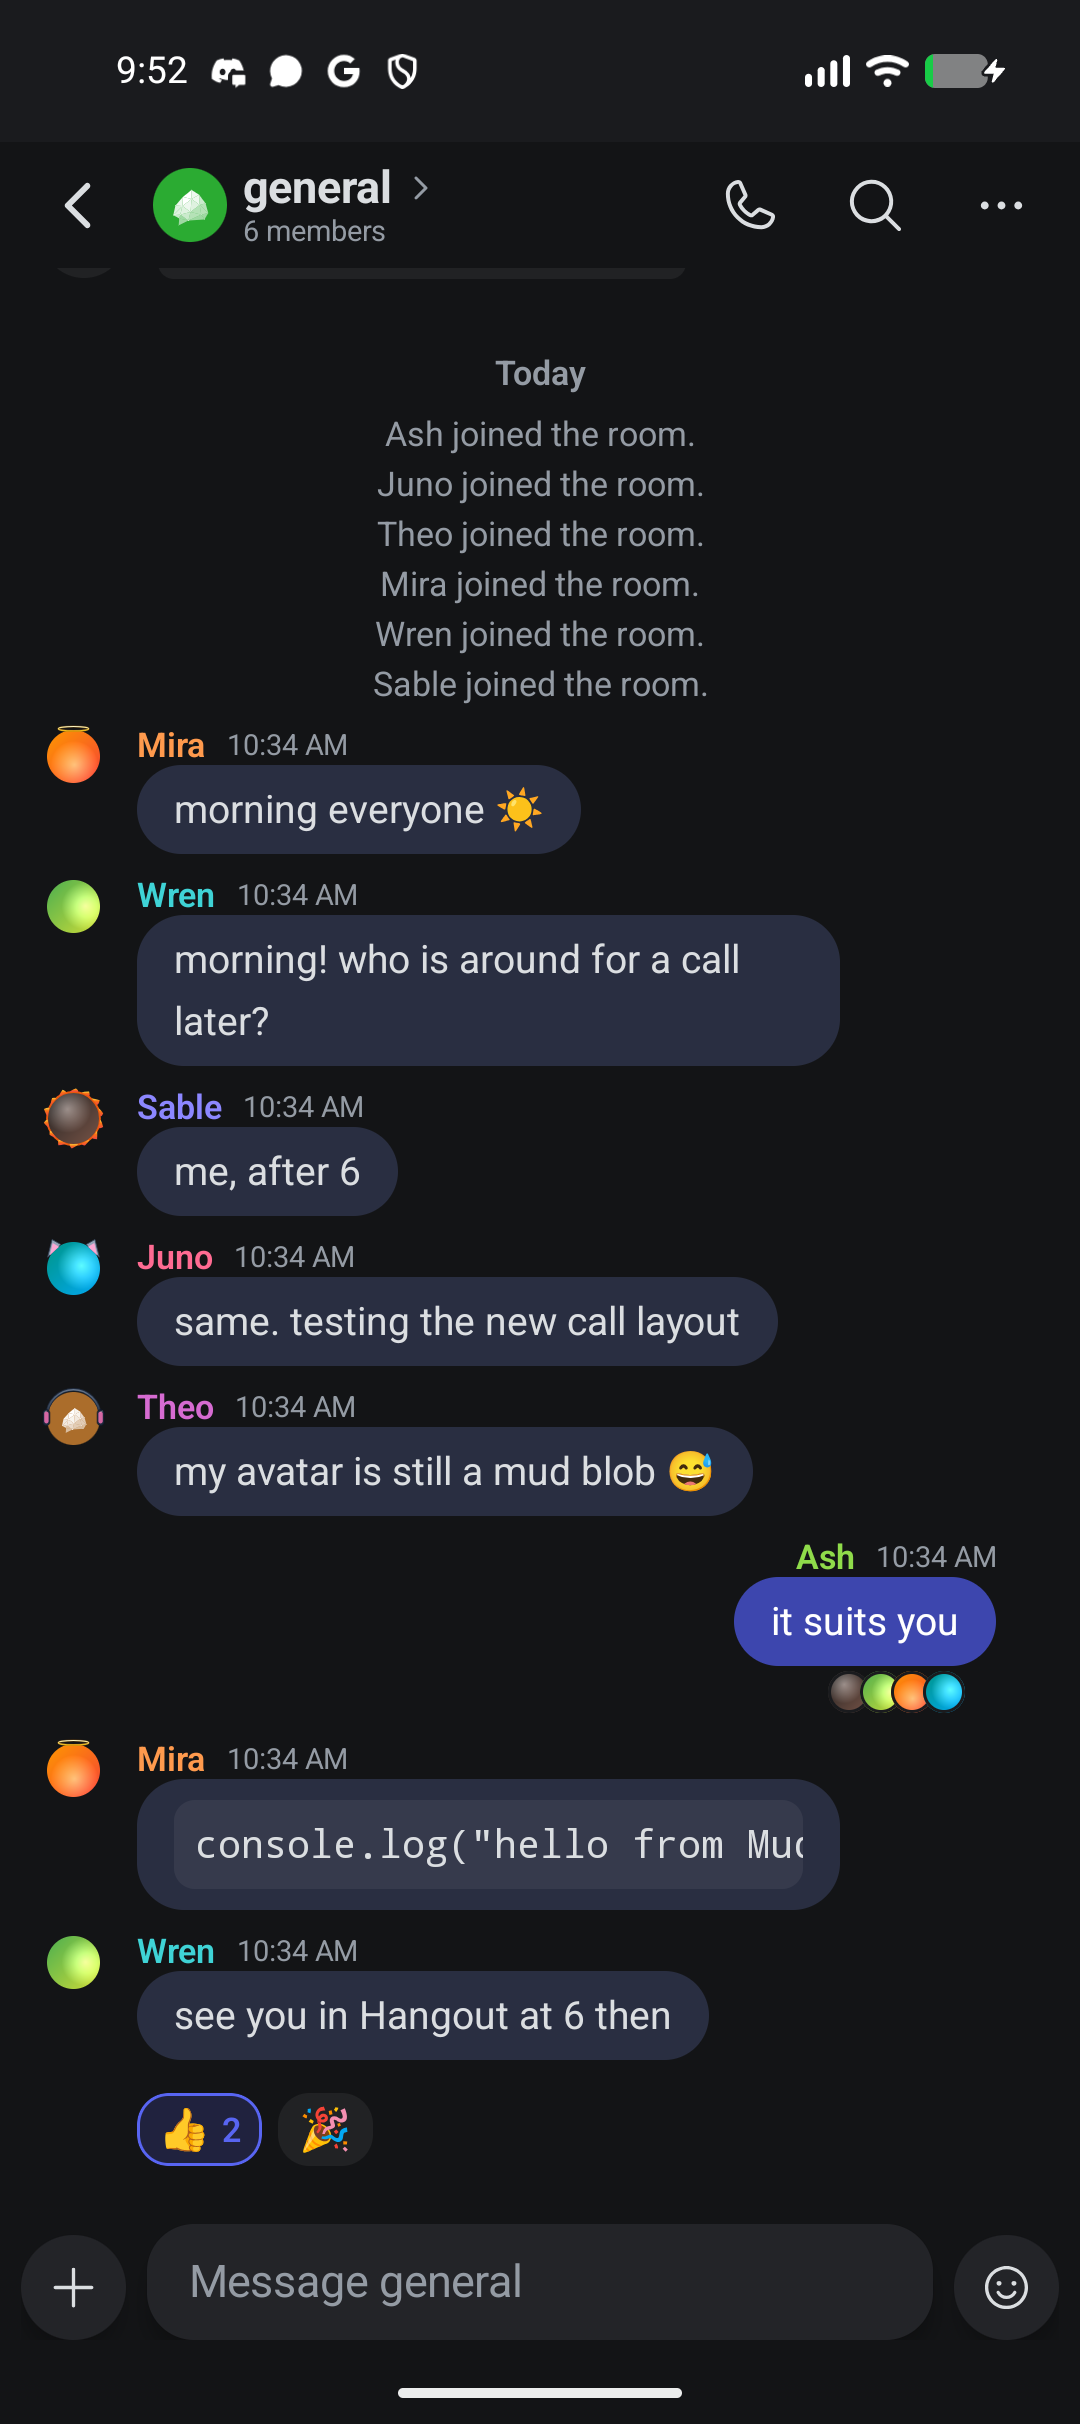 9:52
general
6 members
Today
Ash joined the room.
Juno joined the room.
Theo joined the room.
Mira joined the room.
Wren joined the room.
Sable joined the room.
Mira 10:34 AM
morning everyone ☀️
Wren 10:34 AM
morning! who is around for a call
later?
Sable 10:34 AM
me, after 6
Juno 10:34 AM
same. testing the new call layout
Theo 10:34 AM
my avatar is still a mud blob 😅
Ash 10:34 AM
it suits you
Mira 10:34 AM
console.log("hello from
Wren 10:34 AM
see you in Hangout at 6 then
👍 2 🎉
Message general